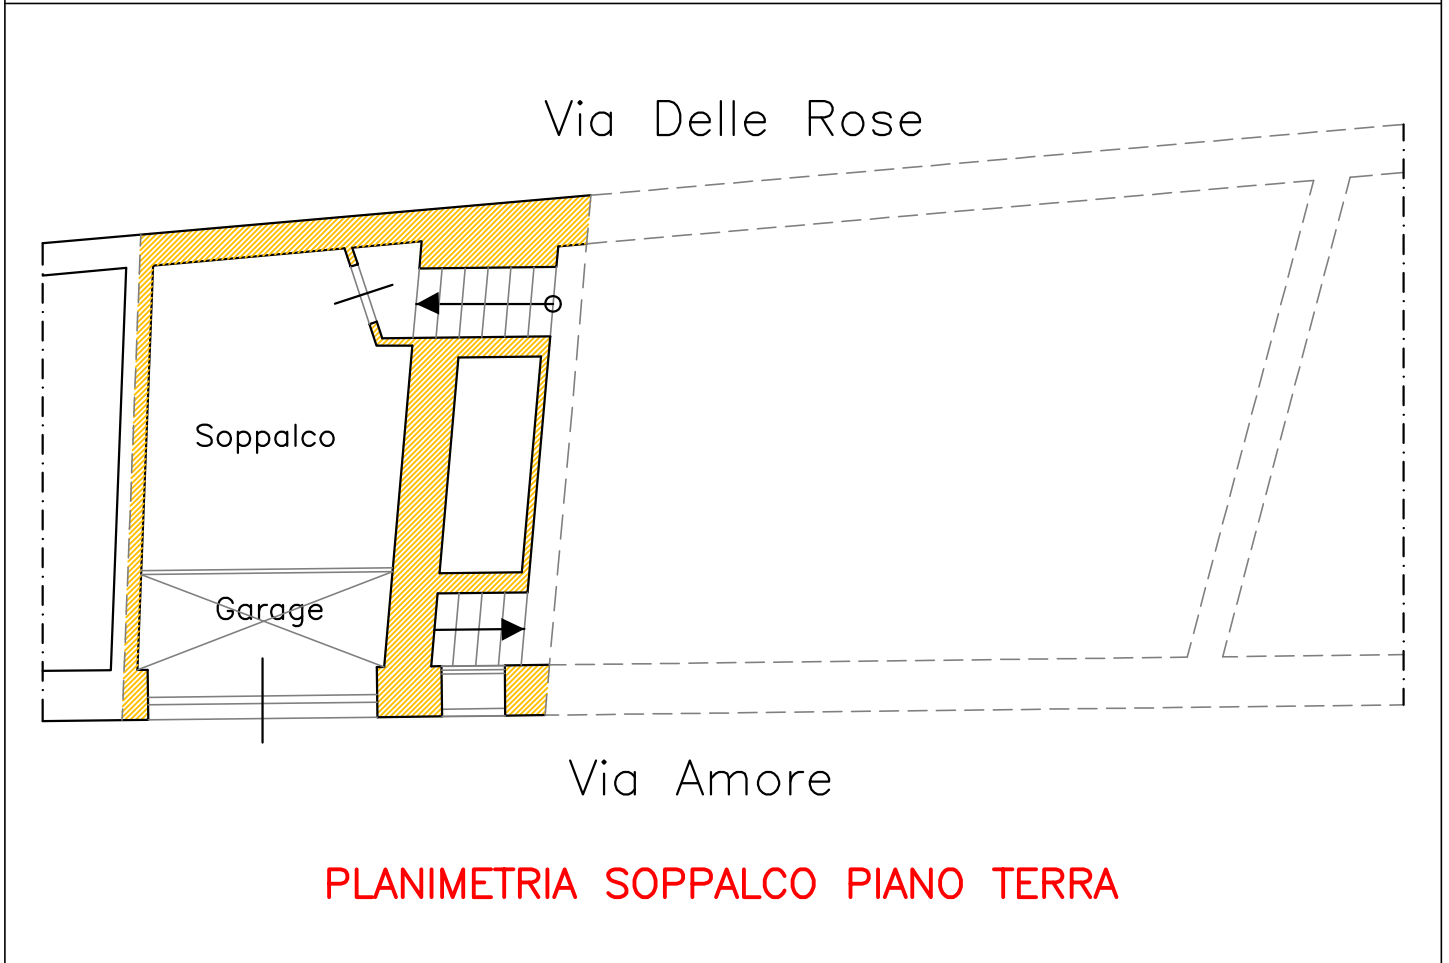 Via Delle Rose
Soppalco
Garage
Via Amore
PLANIMETRIA SOPPALCO PIANO TERRA